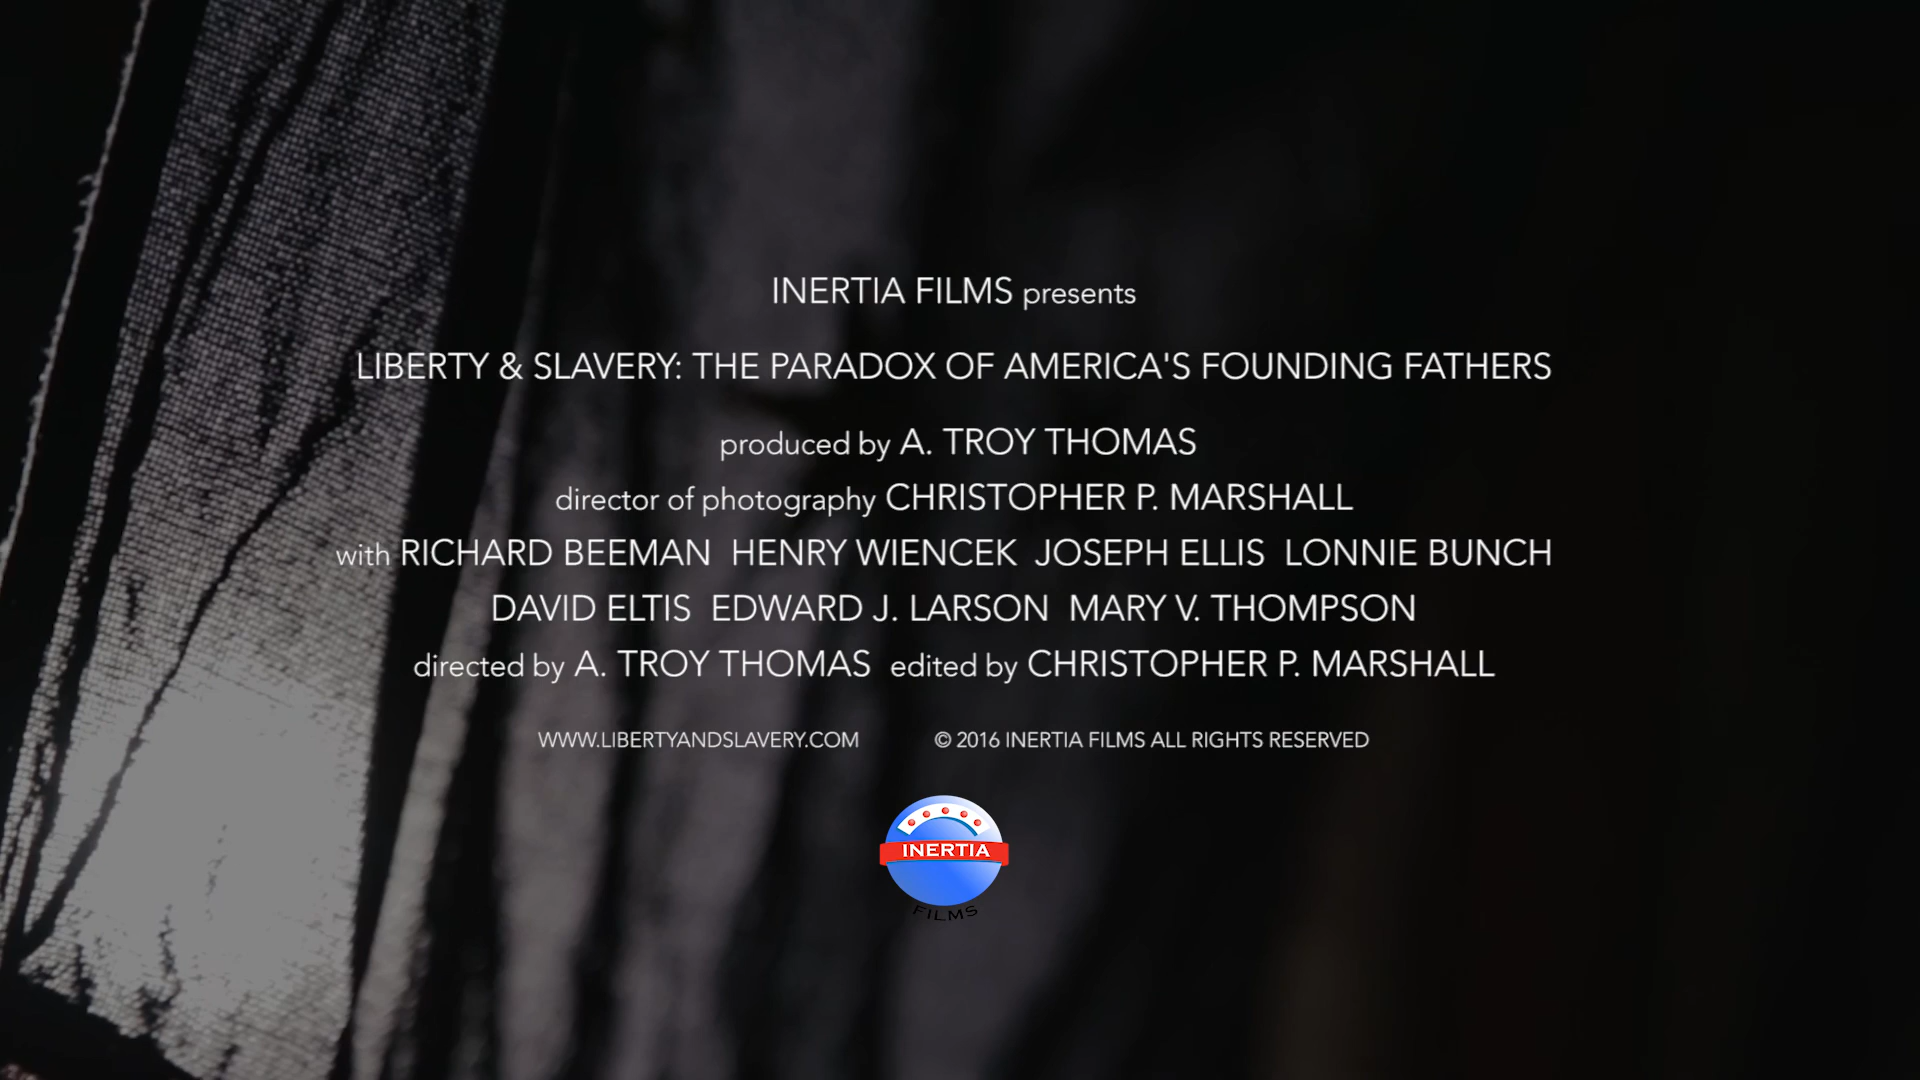 INERTIA FILMS presents
LIBERTY & SLAVERY: THE PARADOX OF AMERICA'S FOUNDING FATHERS
produced by A. TROY THOMAS
director of photography CHRISTOPHER P. MARSHALL
with RICHARD BEEMAN HENRY WIENCEK JOSEPH ELLIS LONNIE BUNCH
DAVID ELTIS EDWARD J. LARSON MARY V. THOMPSON
directed by A. TROY THOMAS edited by CHRISTOPHER P. MARSHALL
WWW.LIBERTYANDSLAVERY.COM © 2016 INERTIA FILMS ALL RIGHTS RESERVED
INERTIA
FILMS